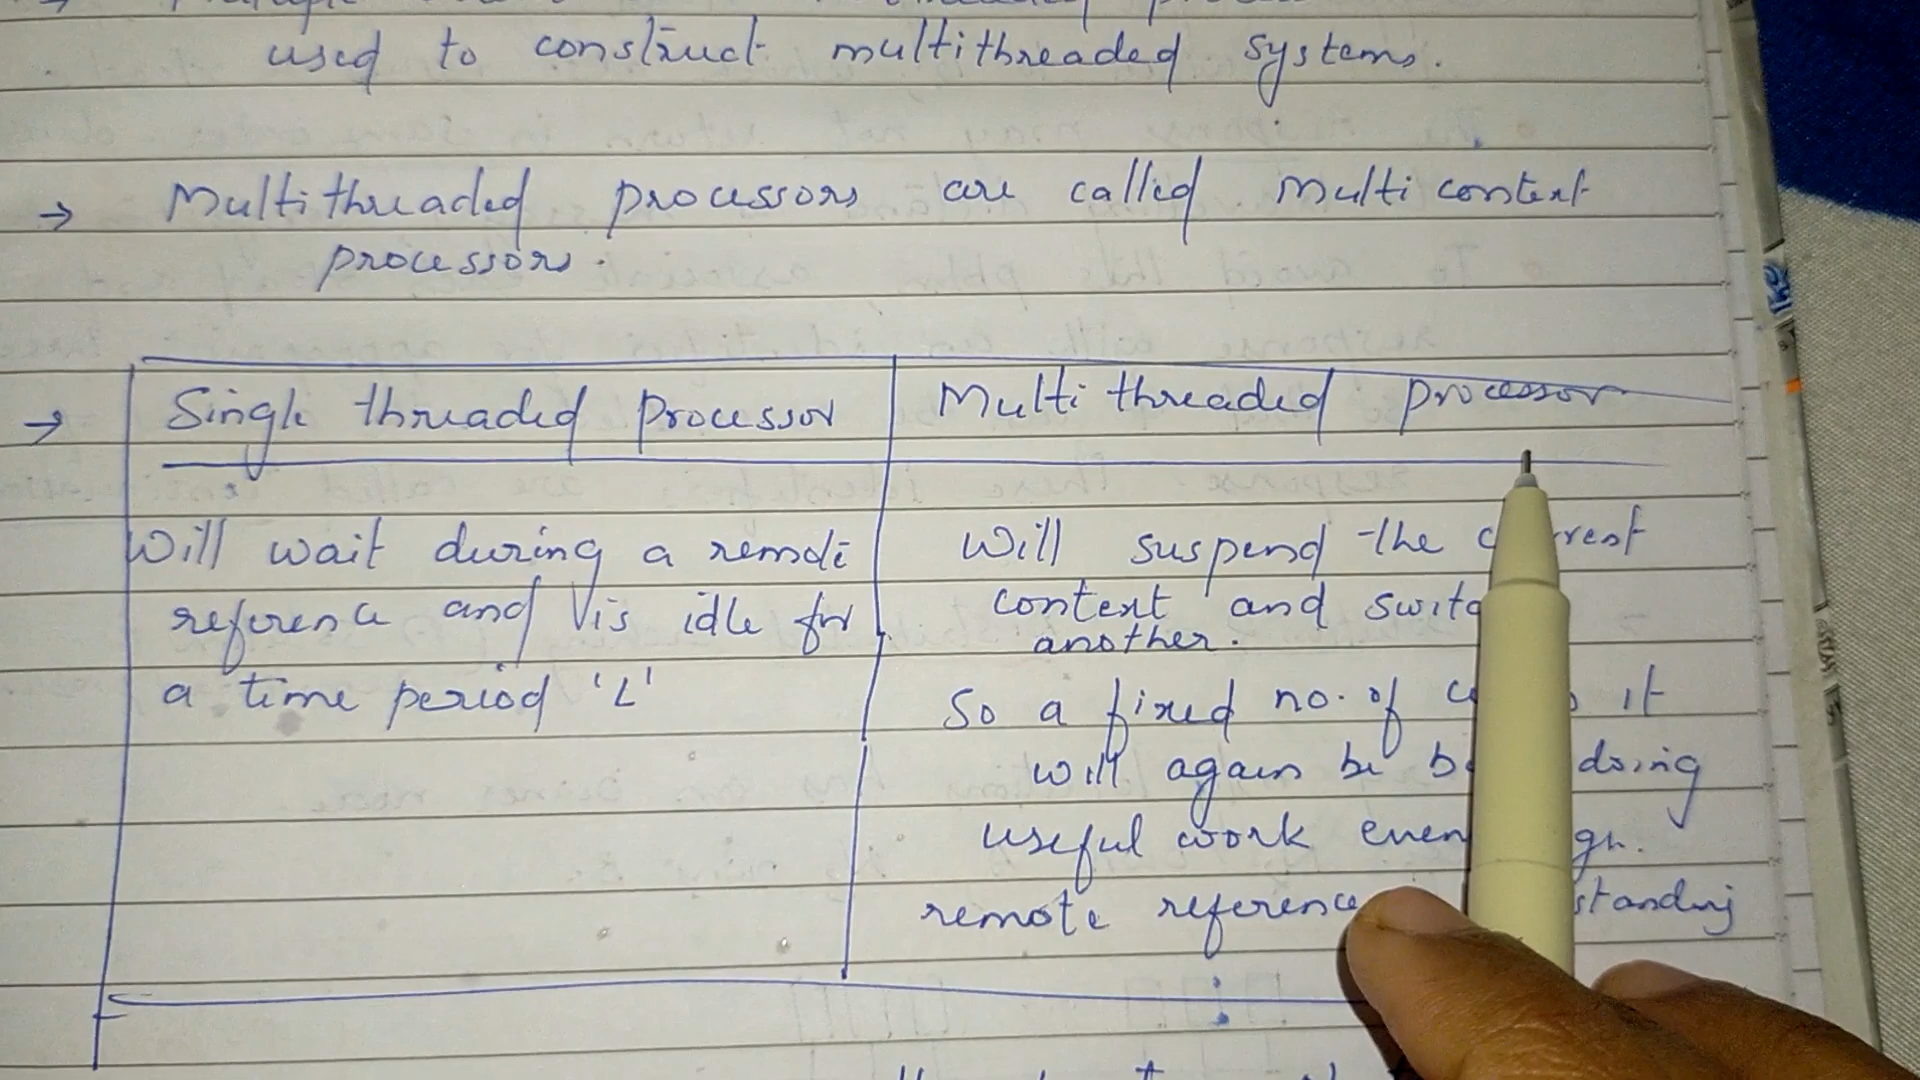 used to construct multithreaded systems.
→ Multithreaded processors are called multi context
processors.
→ Single threaded Processor
Will wait during a remote
reference and is idle for
a time period 'L'
Multi threaded processor
Will suspend the
context and
another.
So a fixed no. of it
will again be doing
useful work
remote reference